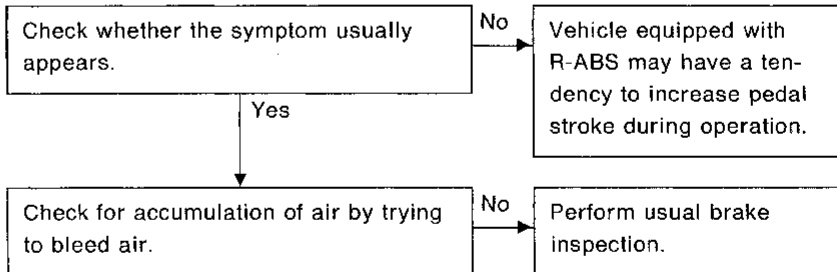 Check whether the symptom usually
appears.
No
Vehicle equipped with
R-ABS may have a ten-
dency to increase pedal
stroke during operation.
Yes
Check for accumulation of air by trying
to bleed air.
No
Perform usual brake
inspection.